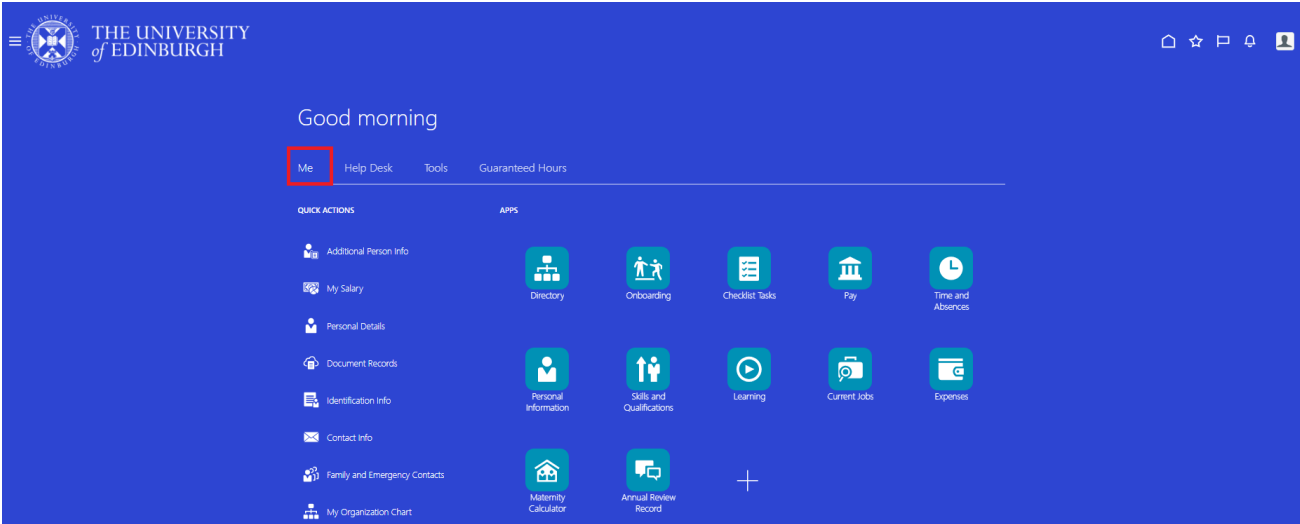 THE UNIVERSITY
of EDINBURGH
Good morning
Me
Help Desk
Tools
Guaranteed Hours
QUICK ACTIONS
Additional Person Info
My Salary
Personal Details
Document Records
Identification Info
Contact Info
Family and Emergency Contacts
My Organization Chart
APPS
Directory
Onboarding
Checklist Tasks
Pay
Time and
Absences
Personal
Information
Skills and
Qualifications
Learning
Current Jobs
Expenses
Maternity
Calculator
Annual Review
Record